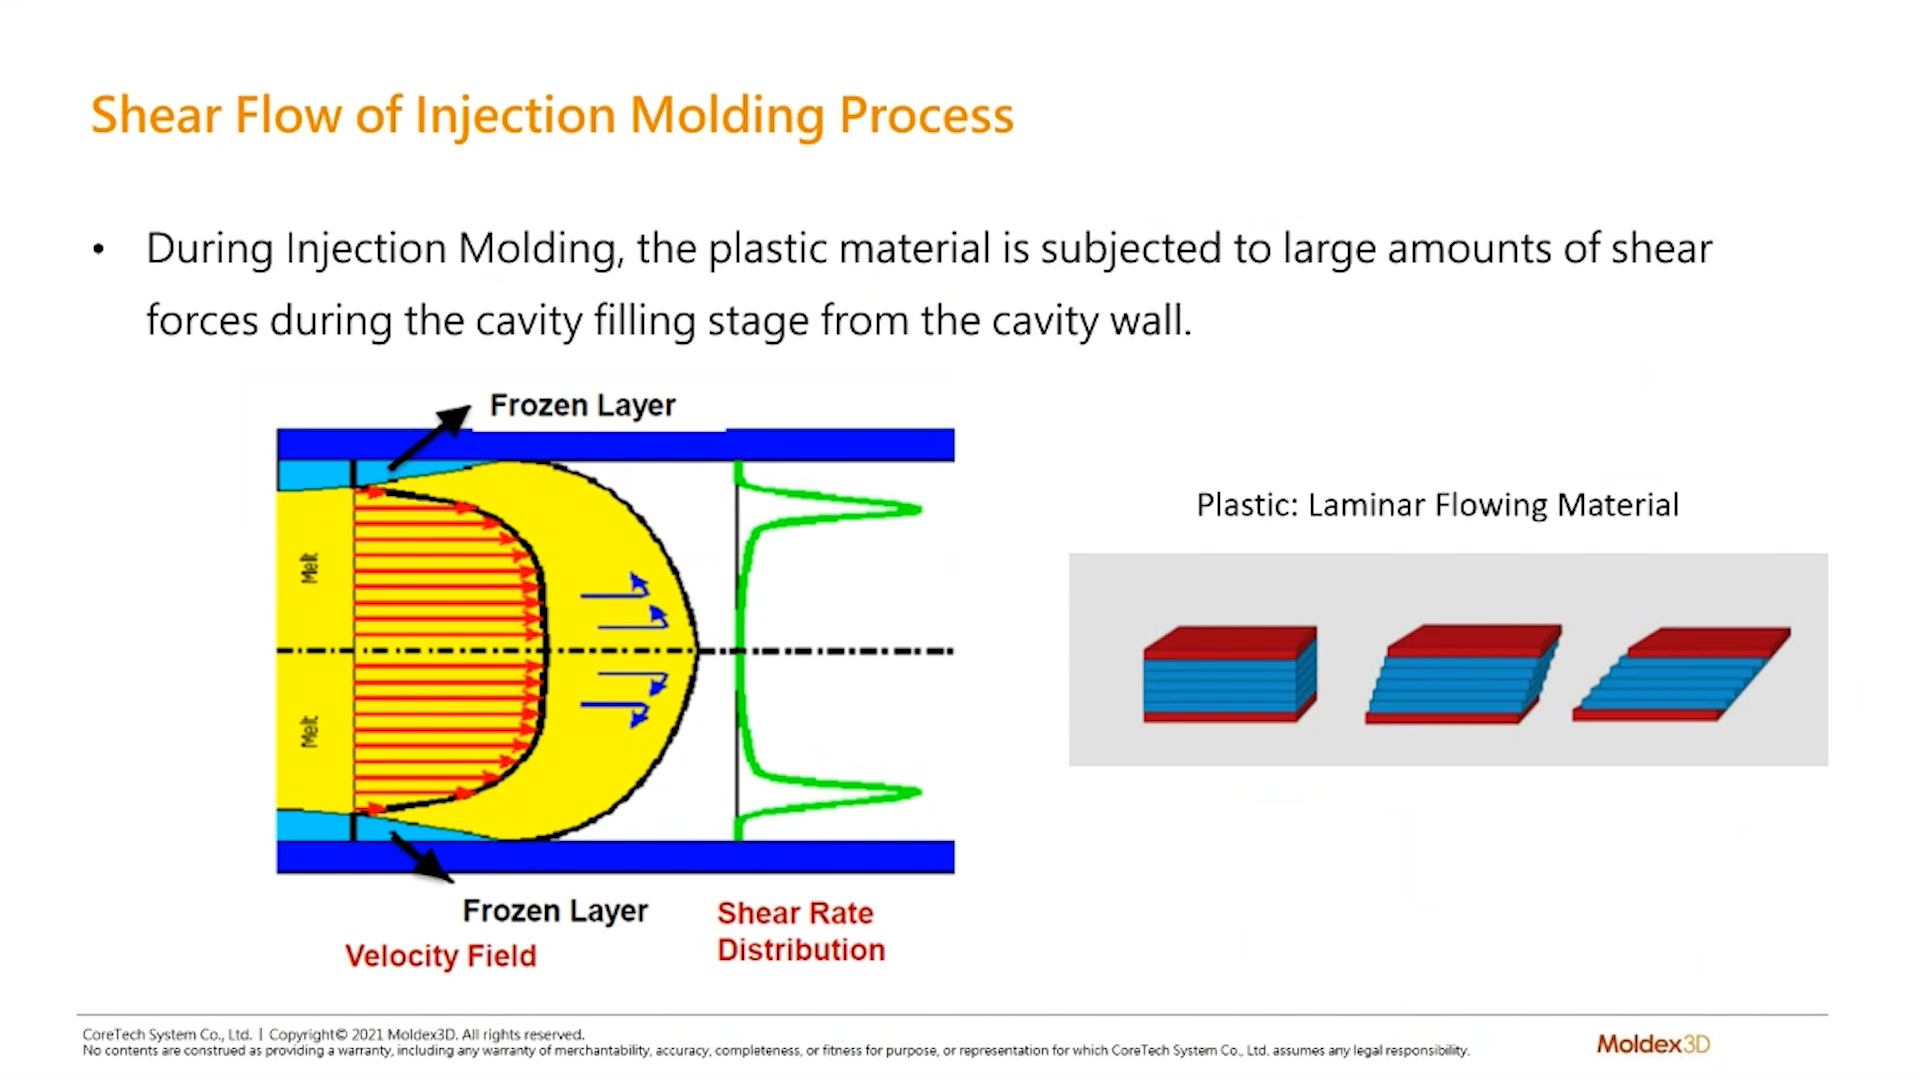 Shear Flow of Injection Molding Process
• During Injection Molding, the plastic material is subjected to large amounts of shear
forces during the cavity filling stage from the cavity wall.
Frozen Layer
Plastic: Laminar Flowing Material
Melt
Melt
Frozen Layer
Velocity Field
Shear Rate
Distribution
CoreTech System Co., Ltd. | Copyright© 2021 Moldex3D. All rights reserved.
No contents are construed as providing a warranty, including any warranty of merchantability, accuracy, completeness, or fitness for purpose, or representation for which CoreTech System Co., Ltd. assumes any legal responsibility.
Moldex3D